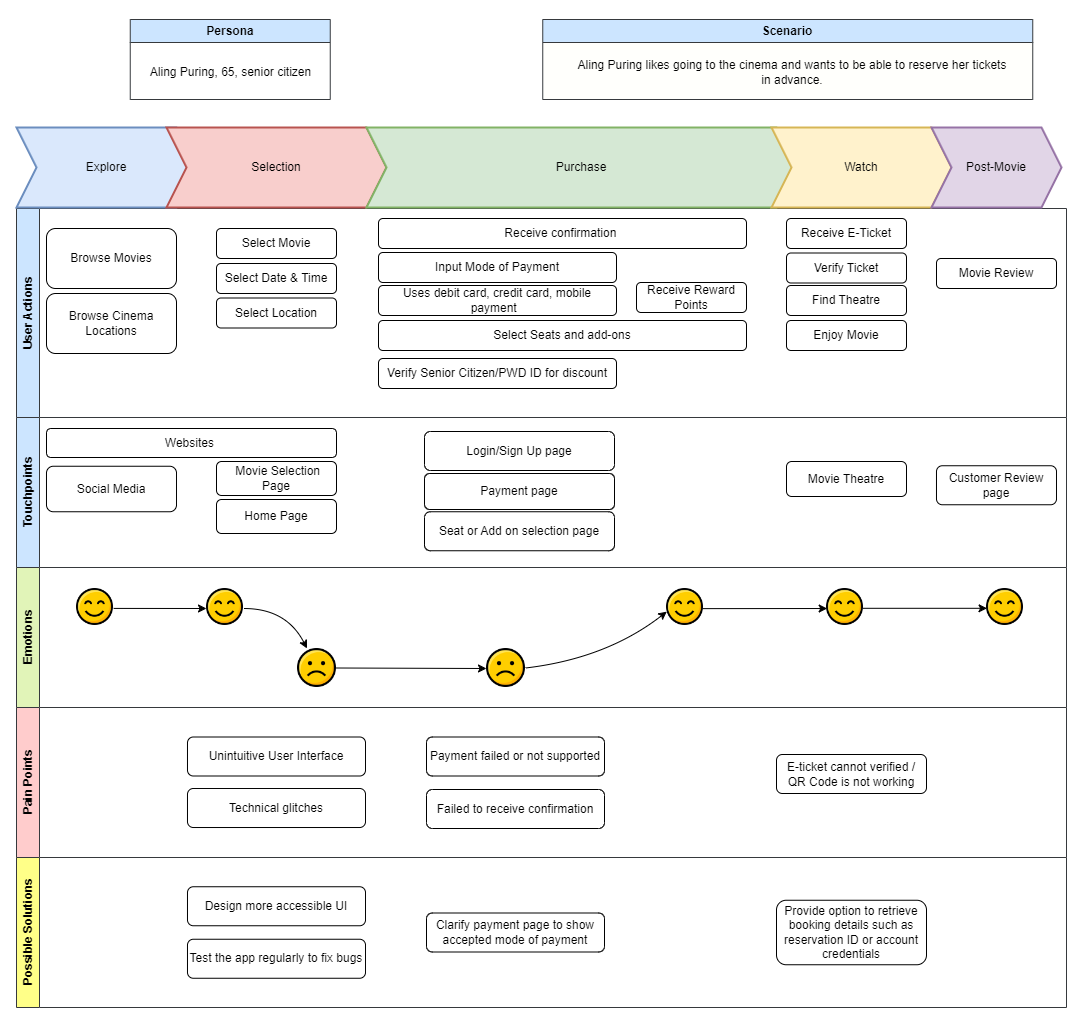 Persona
Aling Puring, 65, senior citizen
Scenario
Aling Puring likes going to the cinema and wants to be able to reserve her tickets
in advance.
Explore
Selection
Purchase
Watch
Post-Movie
User Actions
Browse Movies
Browse Cinema
Locations
Select Movie
Select Date & Time
Select Location
Receive confirmation
Input Mode of Payment
Uses debit card, credit card, mobile
payment
Receive Reward
Points
Select Seats and add-ons
Verify Senior Citizen/PWD ID for discount
Receive E-Ticket
Verify Ticket
Find Theatre
Enjoy Movie
Movie Review
Touchpoints
Websites
Social Media
Movie Selection
Page
Home Page
Login/Sign Up page
Payment page
Seat or Add on selection page
Movie Theatre
Customer Review
page
Emotions
Pain Points
Unintuitive User Interface
Technical glitches
Payment failed or not supported
Failed to receive confirmation
E-ticket cannot verified /
QR Code is not working
Possible Solutions
Design more accessible UI
Test the app regularly to fix bugs
Clarify payment page to show
accepted mode of payment
Provide option to retrieve
booking details such as
reservation ID or account
credentials